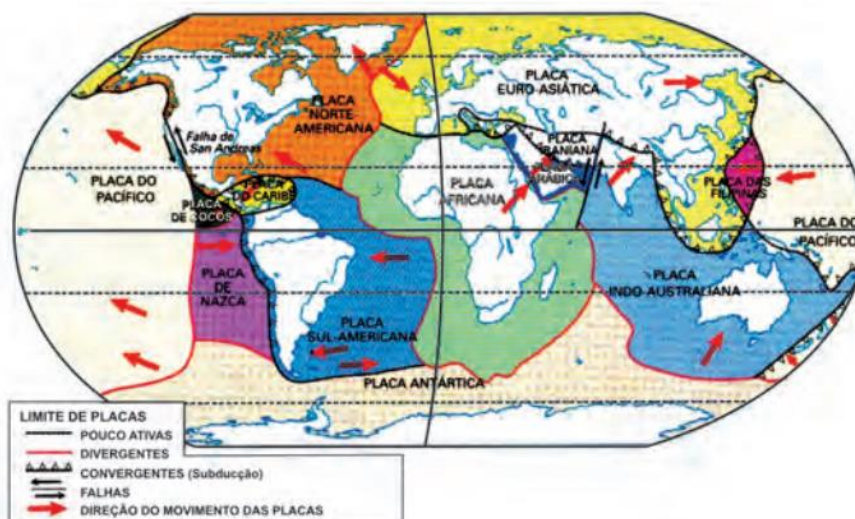 PLACA
NORTE-
AMERICANA
PLACA
EURO ASIÁTICA
Falha de
San Andreas
PLACA
IRANIANA
PLACA
ARÁBICA
PLACA DO
PACÍFICO
PLACA
DO CARIBE
PLACA
DE COCOS
PLACA
AFRICANA
PLACA DAS
FILIPINAS
PLACA DO
PACÍFICO
PLACA
DE
NAZCA
PLACA
INDO AUSTRALIANA
PLACA
SUL-AMERICANA
PLACA ANTÁRTICA
LIMITE DE PLACAS
POUCO ATIVAS
DIVERGENTES
CONVERGENTES (Subducção)
FALHAS
DIREÇÃO DO MOVIMENTO DAS PLACAS